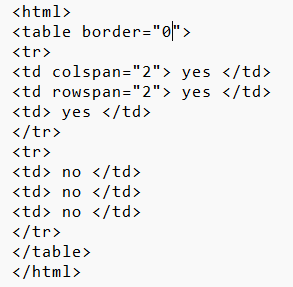 <html>
<table border="0">
<tr>
<td colspan="2"> yes </td>
<td rowspan="2"> yes </td>
<td> yes </td>
</tr>
<tr>
<td> no </td>
<td> no </td>
<td> no </td>
</tr>
</table>
</html>